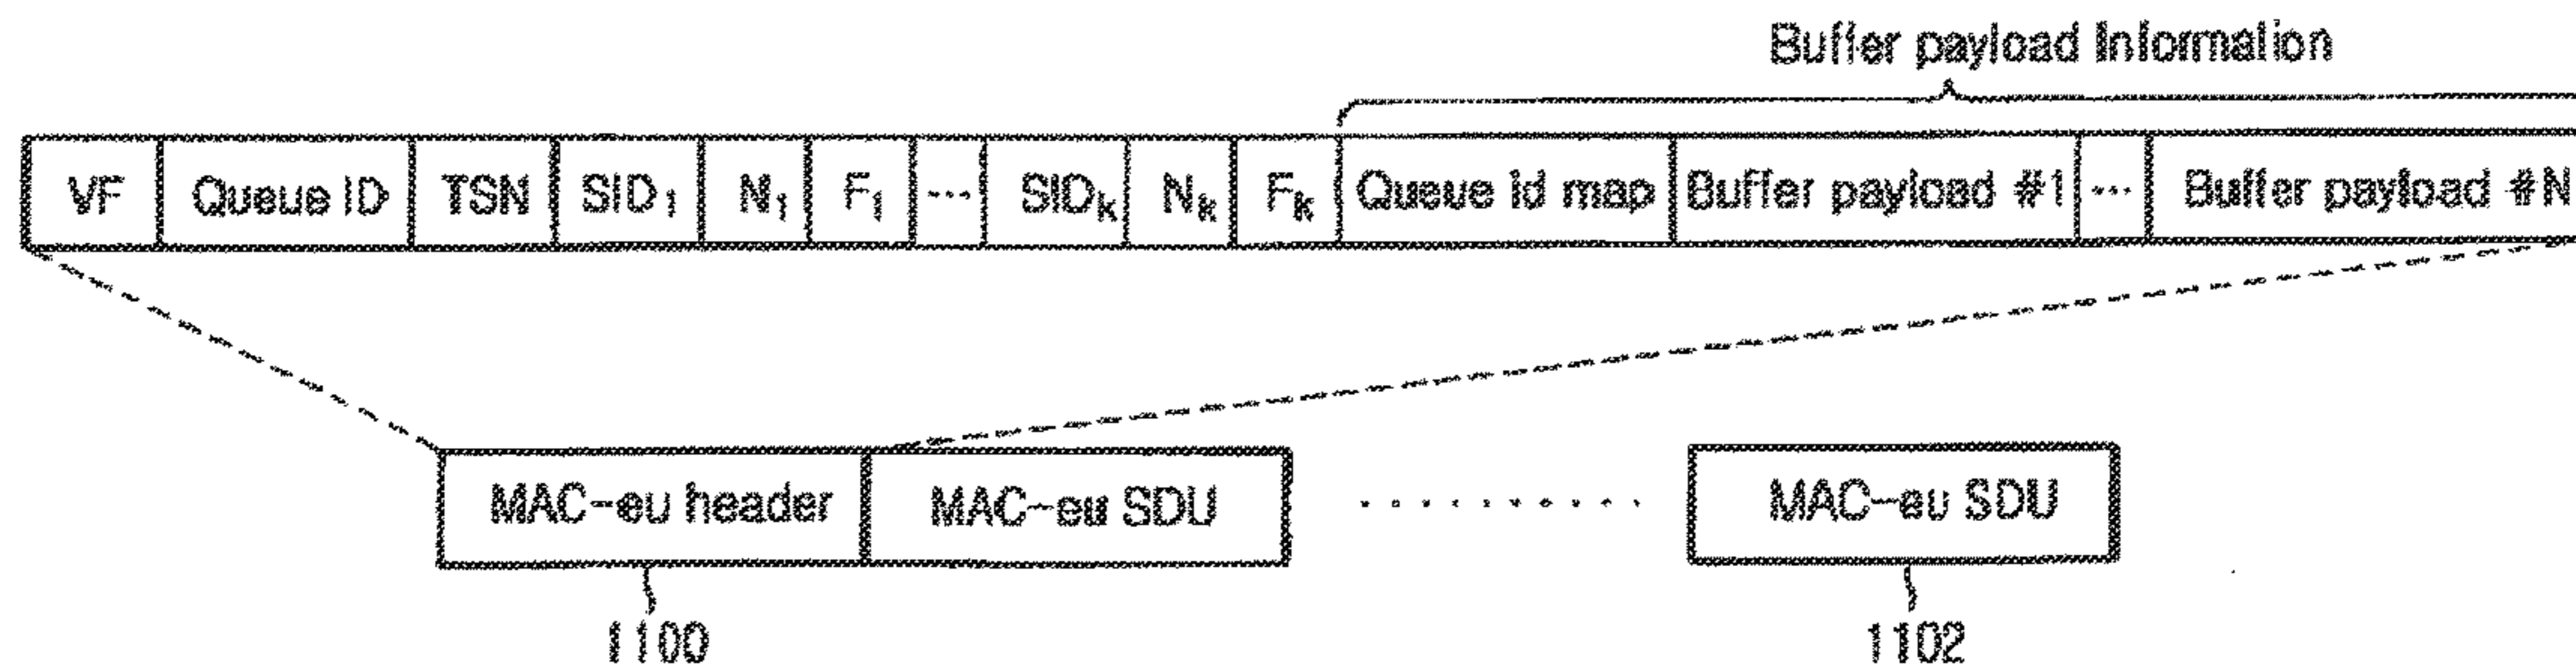 Buffer payload Information
VF Queue ID TSN SID1 N1 F1 ... SIDk Nk Fk Queue id map Buffer payload #1 ... Buffer payload #N
MAC-eu header MAC-eu SDU ......... MAC-eu SDU
1100 1102